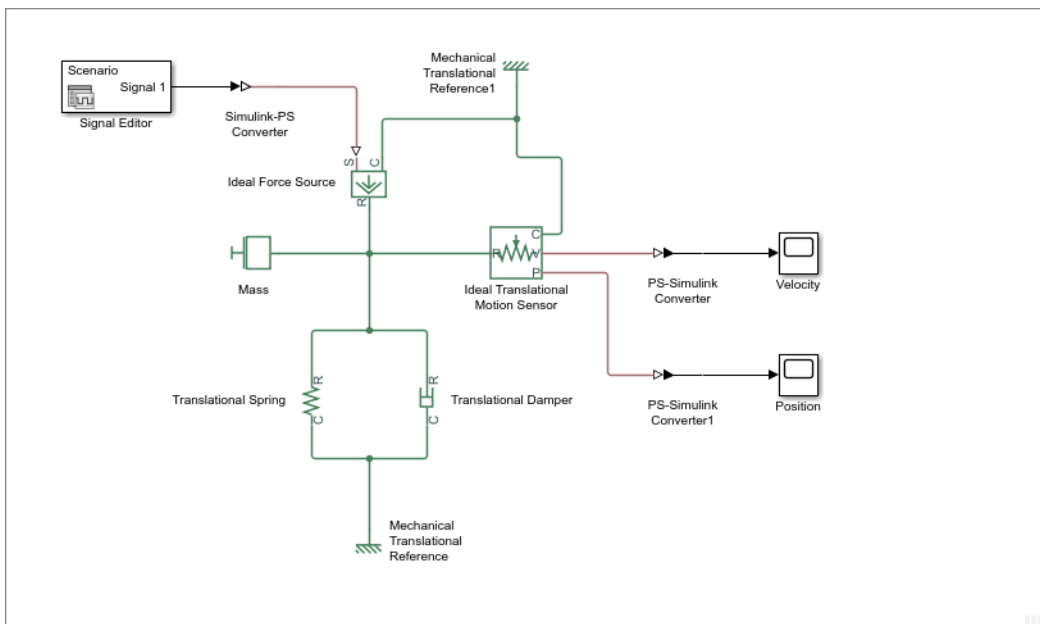 Scenario
Signal 1
Signal Editor
Simulink-PS
Converter
Mechanical
Translational
Reference1
S
C
Ideal Force Source
R
Mass
R
C
V
P
Ideal Translational
Motion Sensor
PS-Simulink
Converter
Velocity
Translational Spring
R
C
R
C
Translational Damper
PS-Simulink
Converter1
Position
Mechanical
Translational
Reference